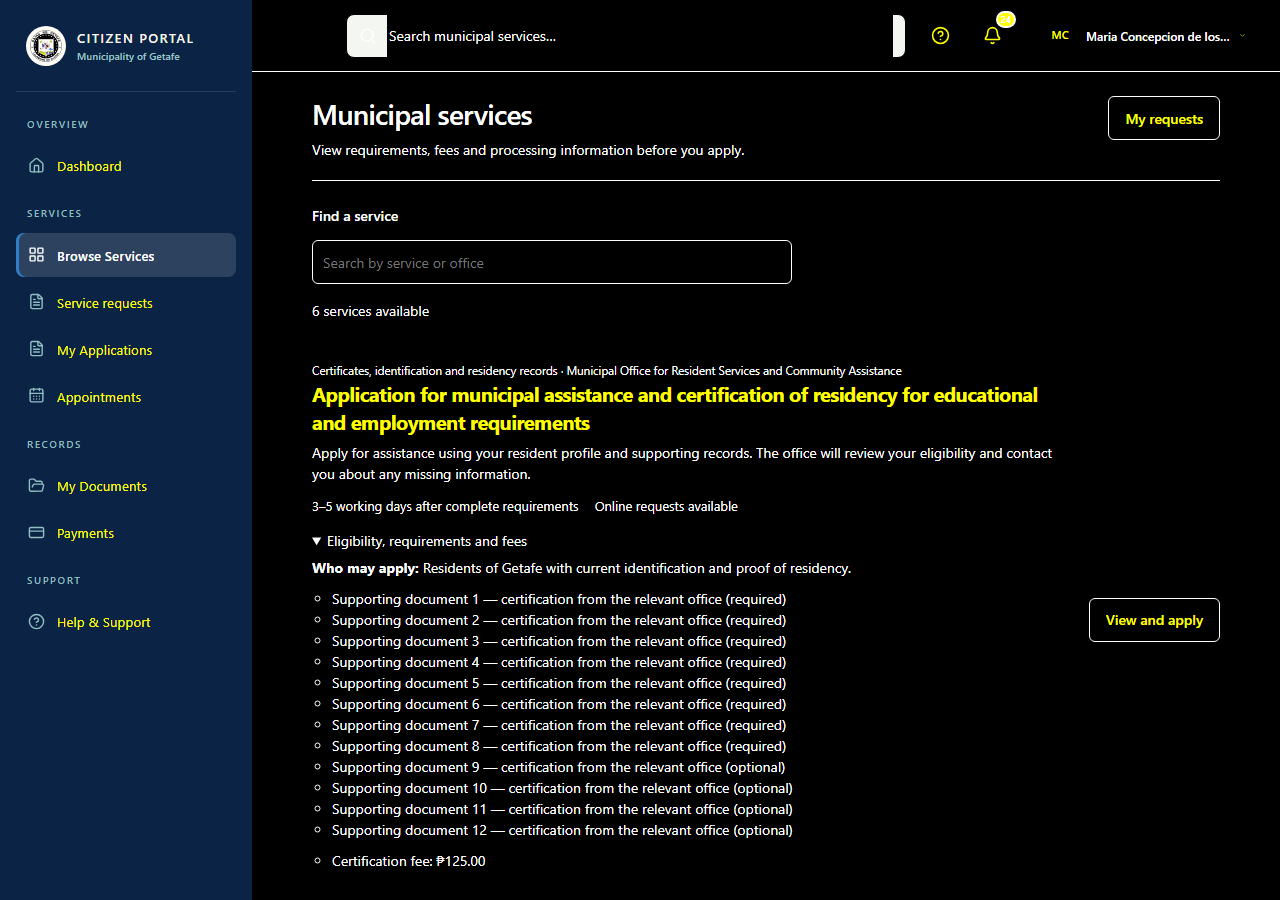 CITIZEN PORTAL
Municipality of Getafe
OVERVIEW
Dashboard
SERVICES
Browse Services
Service requests
My Applications
Appointments
RECORDS
My Documents
Payments
SUPPORT
Help & Support
Search municipal services...
MC
Maria Concepcion de los...
Municipal services
My requests
View requirements, fees and processing information before you apply.
Find a service
Search by service or office
6 services available
Certificates, identification and residency records · Municipal Office for Resident Services and Community Assistance
Application for municipal assistance and certification of residency for educational
and employment requirements
Apply for assistance using your resident profile and supporting records. The office will review your eligibility and contact
you about any missing information.
3–5 working days after complete requirements Online requests available
Eligibility, requirements and fees
Who may apply: Residents of Getafe with current identification and proof of residency.
Supporting document 1 — certification from the relevant office (required)
Supporting document 2 — certification from the relevant office (required)
Supporting document 3 — certification from the relevant office (required)
Supporting document 4 — certification from the relevant office (required)
Supporting document 5 — certification from the relevant office (required)
Supporting document 6 — certification from the relevant office (required)
Supporting document 7 — certification from the relevant office (required)
Supporting document 8 — certification from the relevant office (required)
Supporting document 9 — certification from the relevant office (optional)
Supporting document 10 — certification from the relevant office (optional)
Supporting document 11 — certification from the relevant office (optional)
Supporting document 12 — certification from the relevant office (optional)
Certification fee: ₱125.00
View and apply